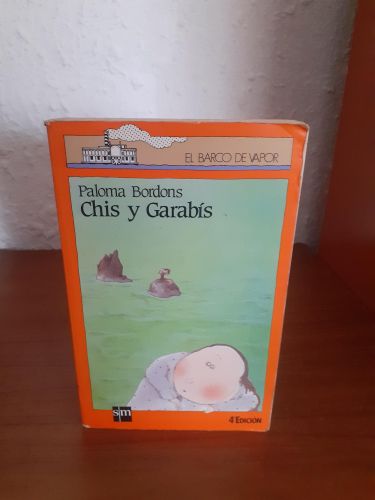 EL BARCO DE VAPOR
Paloma Bordons
Chis y Garabís
sm
4ª EDICIÓN